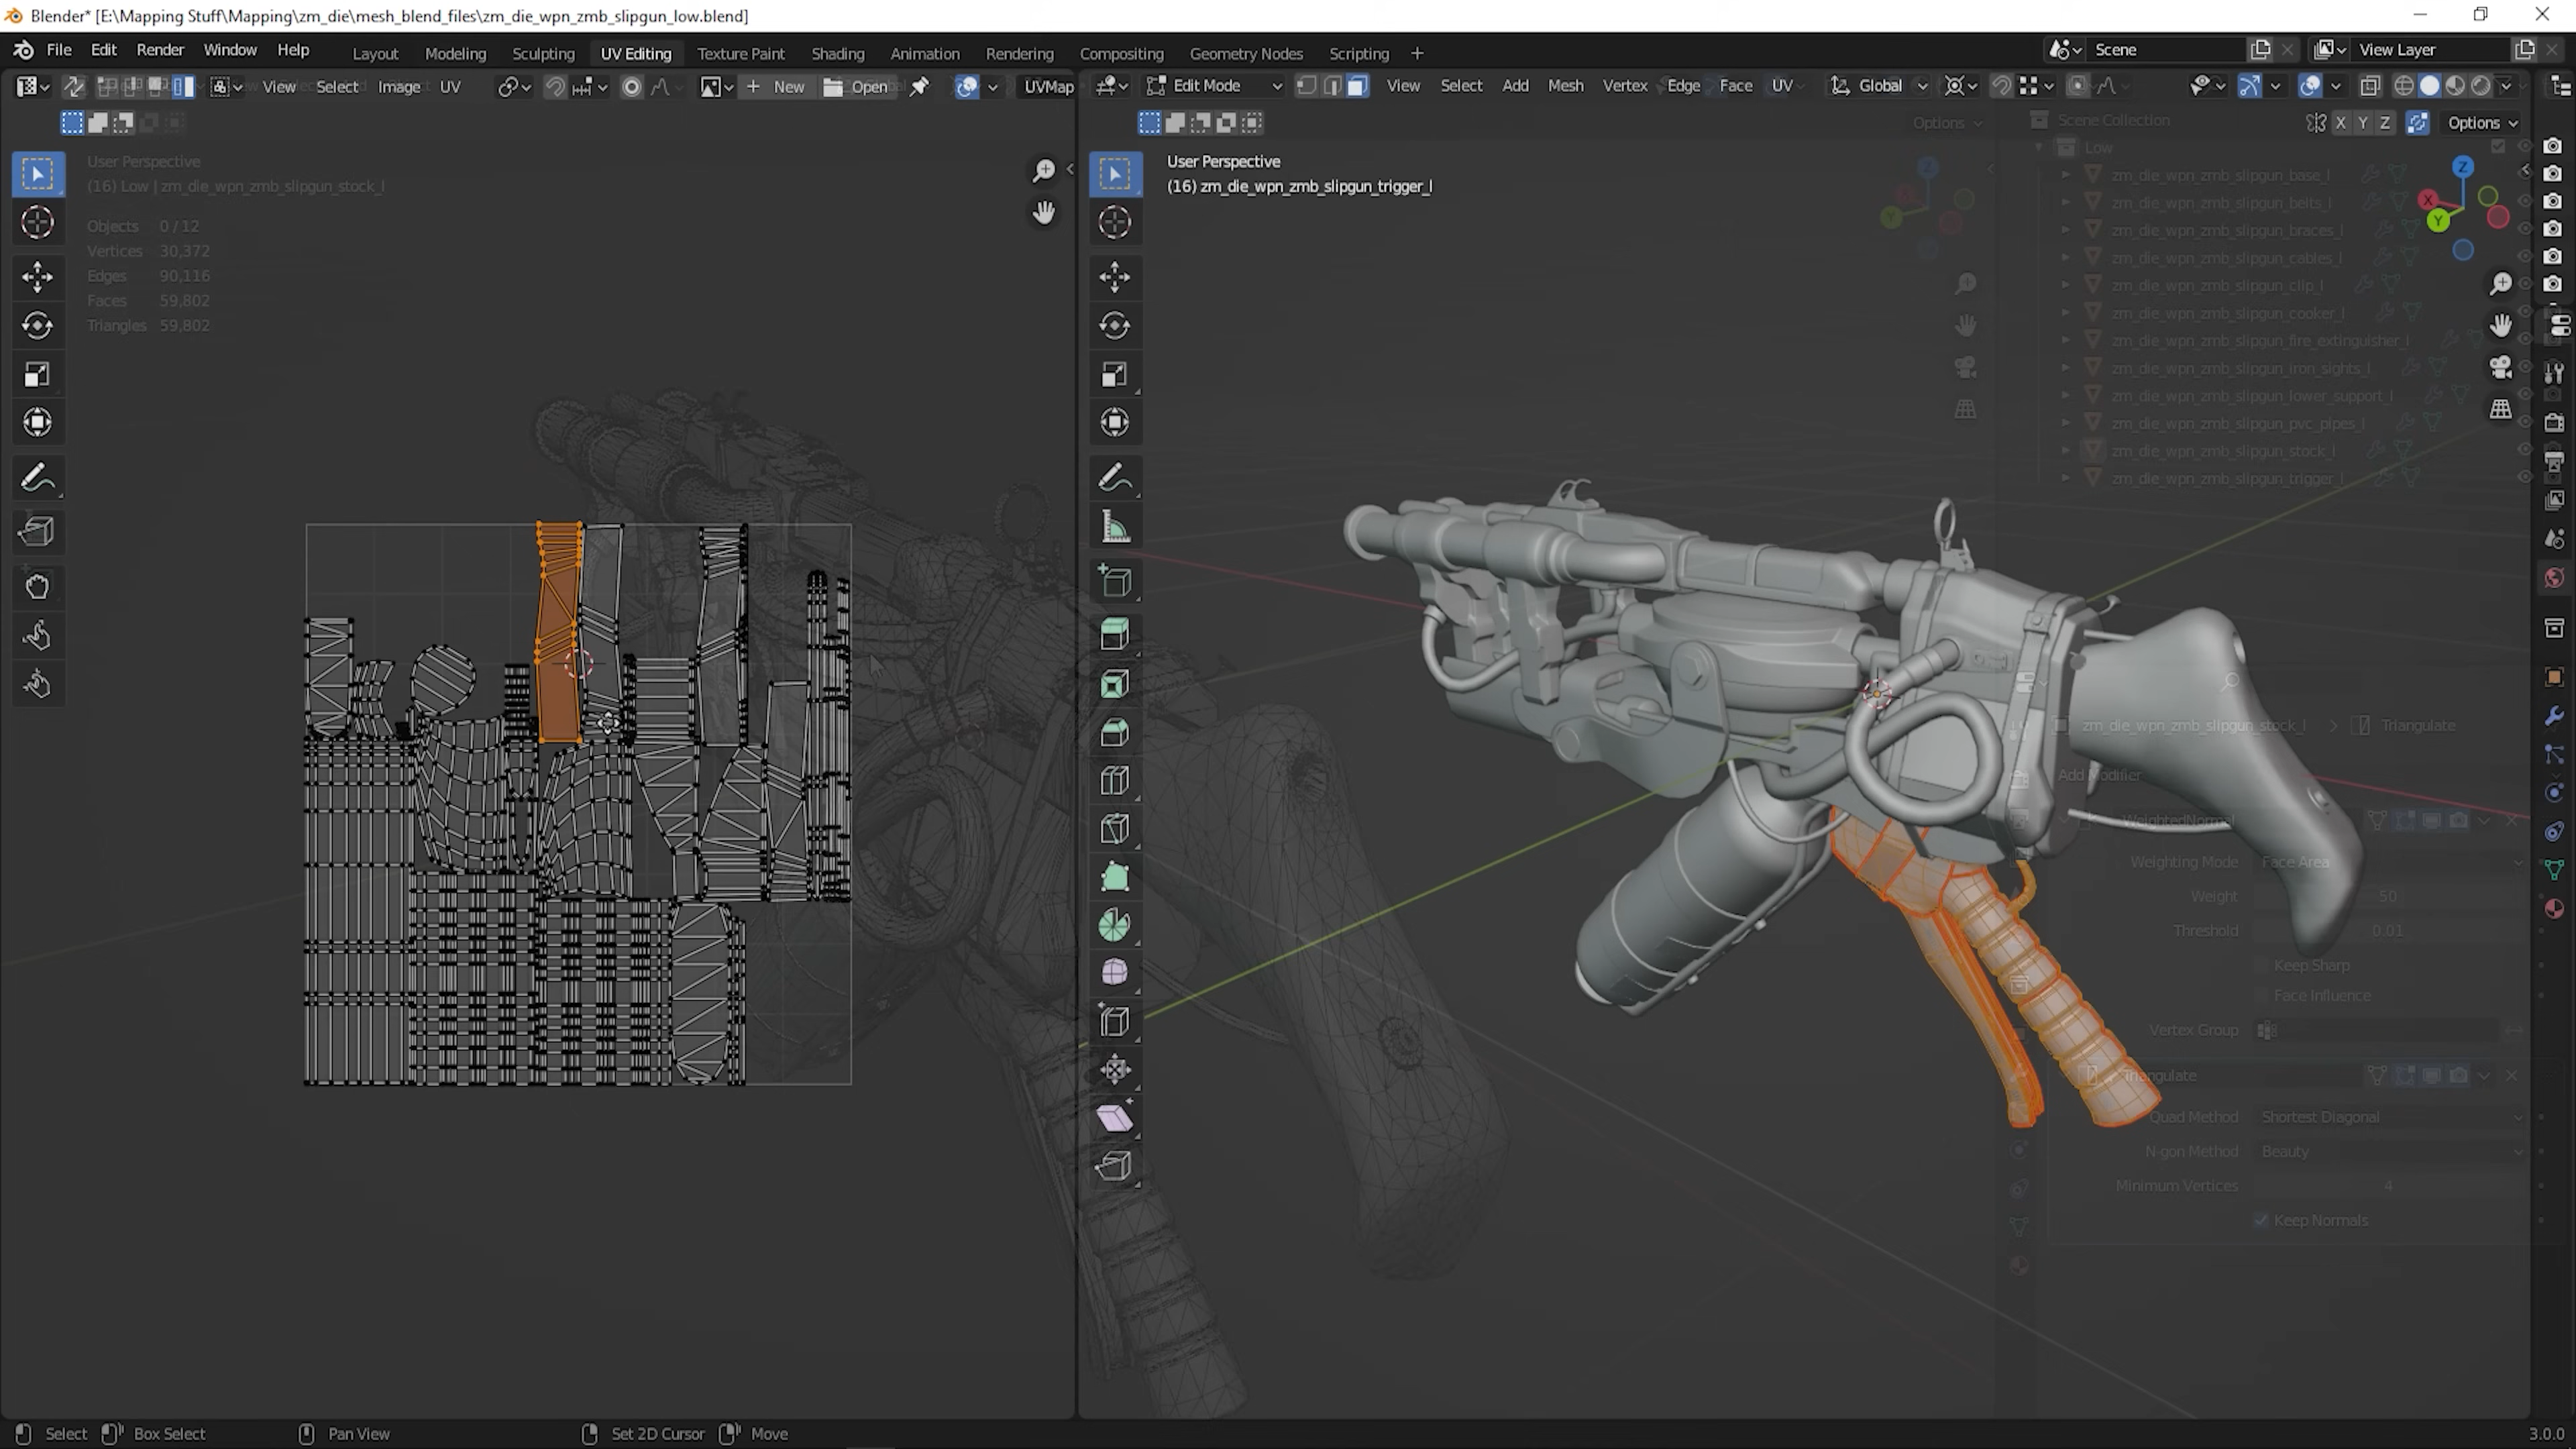 Blender* [E:\Mapping Stuff\Mapping\zm_die\mesh_blend_files\zm_die_wpn_zmb_slipgun_low.blend]
File Edit Render Window Help Layout Modeling Sculpting UV Editing Texture Paint Shading Animation Rendering Compositing Geometry Nodes Scripting + Scene View Layer
View Select Image UV New Open UVMap Edit Mode View Select Add Mesh Vertex Edge Face UV Global
Options Scene Collection X Y Z Options
Low
User Perspective
(16) Low | zm_die_wpn_zmb_slipgun_stock_l
Objects 0 / 12
Vertices 30,372
Edges 90,116
Faces 59,802
Triangles 59,802
User Perspective
(16) zm_die_wpn_zmb_slipgun_trigger_l
zm_die_wpn_zmb_slipgun_base_l
zm_die_wpn_zmb_slipgun_belts_l
zm_die_wpn_zmb_slipgun_braces_l
zm_die_wpn_zmb_slipgun_cables_l
zm_die_wpn_zmb_slipgun_clip_l
zm_die_wpn_zmb_slipgun_cooker_l
zm_die_wpn_zmb_slipgun_fire_extinguisher_l
zm_die_wpn_zmb_slipgun_iron_sights_l
zm_die_wpn_zmb_slipgun_lower_support_l
zm_die_wpn_zmb_slipgun_pvc_pipes_l
zm_die_wpn_zmb_slipgun_stock_l
zm_die_wpn_zmb_slipgun_trigger_l
Z
X
Y
zm_die_wpn_zmb_slipgun_stock_l > Triangulate
Add Modifier
WeightedNormal
Weighting Mode Face Area
Weight 50
Threshold 0.01
Keep Sharp
Face Influence
Vertex Group
Triangulate
Quad Method Shortest Diagonal
N-gon Method Beauty
Minimum Vertices 4
Keep Normals
Select Box Select Pan View Set 2D Cursor Move 3.0.0